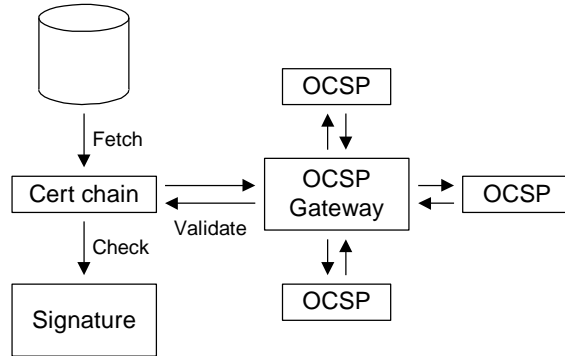 OCSP
Fetch
Cert chain
OCSP
Gateway
OCSP
Validate
Check
OCSP
Signature